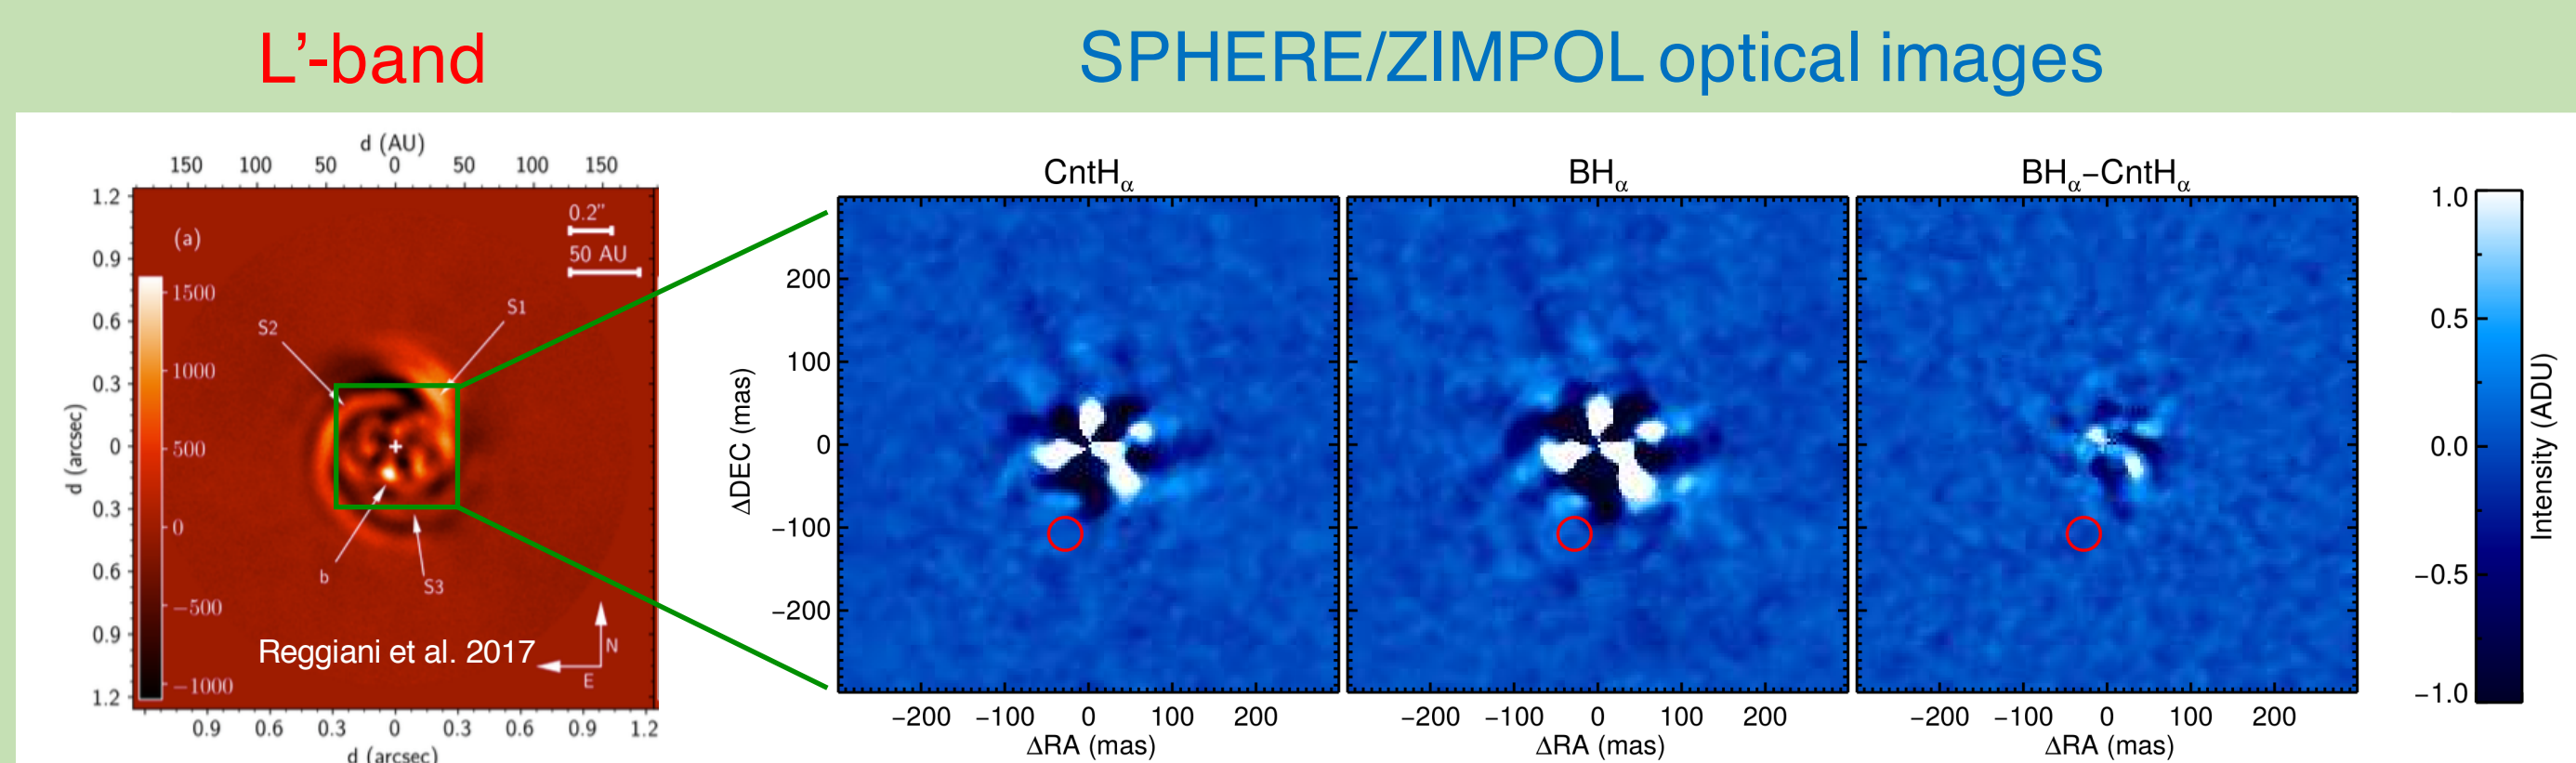 L’-band
SPHERE/ZIMPOL optical images
d (AU)
150 100 50 0 50 100 150
1.2
0.9
0.6
0.3
0
0.3
0.6
0.9
1.2
d (arcsec)
(a)
0.2"
50 AU
1500
1000
500
0
−500
−1000
S2
S1
b
S3
N
E
Reggiani et al. 2017
0.9 0.6 0.3 0 0.3 0.6 0.9 1.2
d (arcsec)
CntHα
BHα
BHα−CntHα
200
100
0
−100
−200
ΔDEC (mas)
−200 −100 0 100 200
ΔRA (mas)
−200 −100 0 100 200
ΔRA (mas)
−200 −100 0 100 200
ΔRA (mas)
1.0
0.5
0.0
−0.5
−1.0
Intensity (ADU)